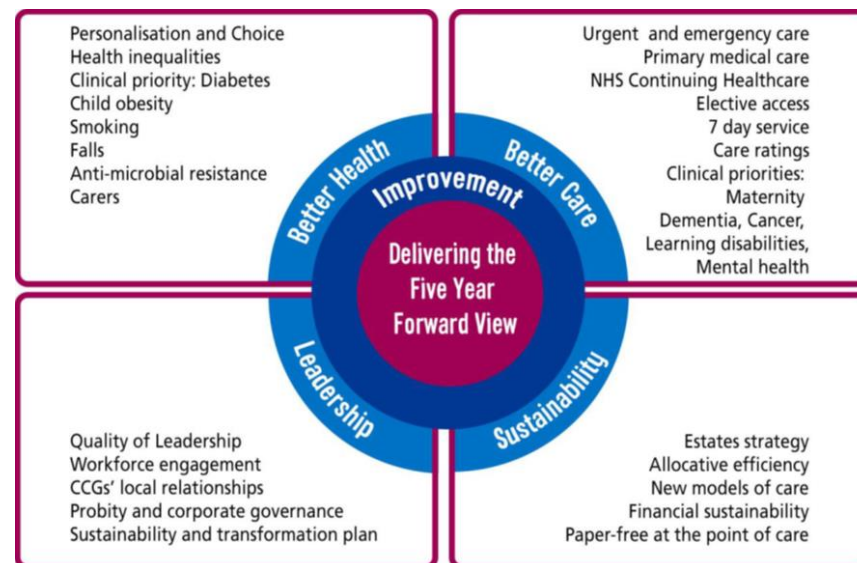 Personalisation and Choice
Health inequalities
Clinical priority: Diabetes
Child obesity
Smoking
Falls
Anti-microbial resistance
Carers
Urgent and emergency care
Primary medical care
NHS Continuing Healthcare
Elective access
7 day service
Care ratings
Clinical priorities:
Maternity
Dementia, Cancer,
Learning disabilities,
Mental health
Better Health
Better Care
Improvement
Delivering the
Five Year
Forward View
Leadership
Sustainability
Quality of Leadership
Workforce engagement
CCGs' local relationships
Probity and corporate governance
Sustainability and transformation plan
Estates strategy
Allocative efficiency
New models of care
Financial sustainability
Paper-free at the point of care